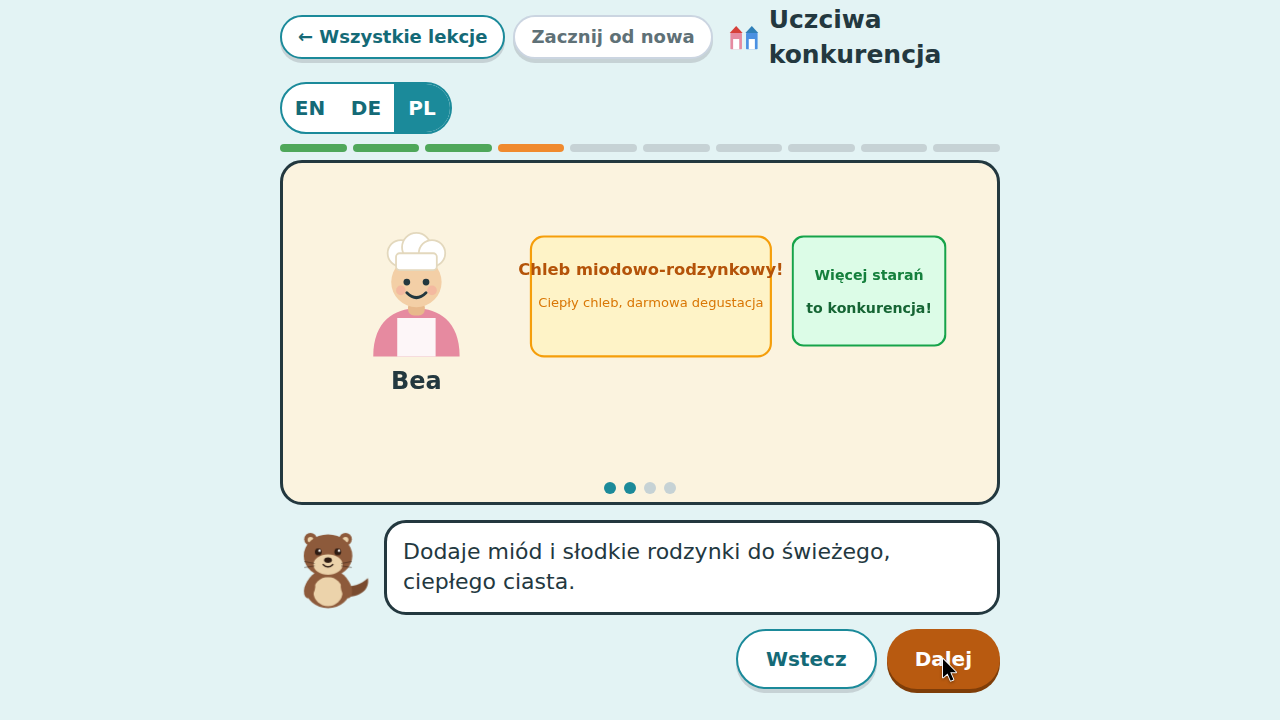 ← Wszystkie lekcje
Zacznij od nowa
Uczciwa
konkurencja
EN
DE
PL
Chleb miodowo-rodzynkowy!
Ciepły chleb, darmowa degustacja
Więcej starań
to konkurencja!
Bea
Dodaje miód i słodkie rodzynki do świeżego,
ciepłego ciasta.
Wstecz
Dalej